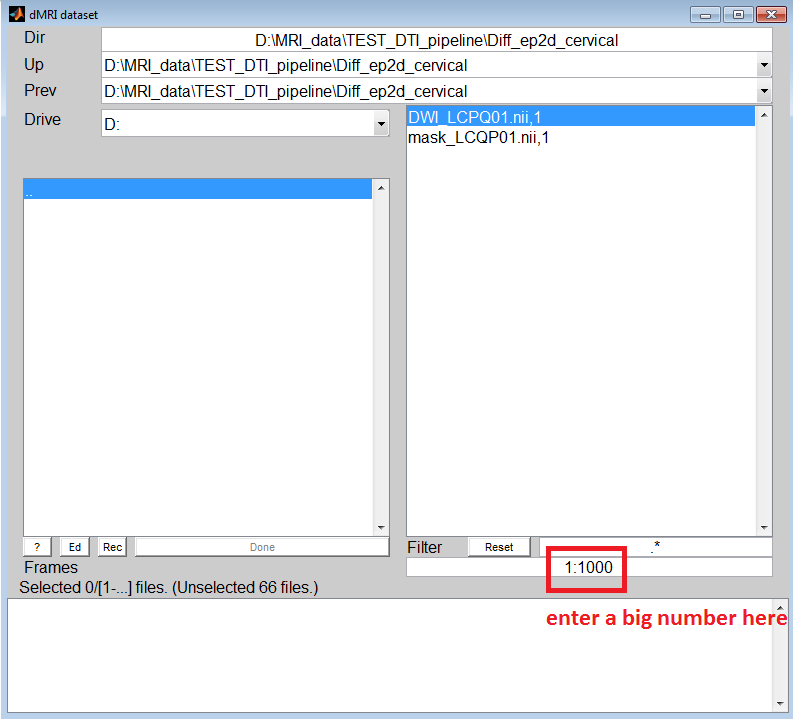 dMRI dataset
Dir D:\MRI_data\TEST_DTI_pipeline\Diff_ep2d_cervical
Up D:\MRI_data\TEST_DTI_pipeline\Diff_ep2d_cervical
Prev D:\MRI_data\TEST_DTI_pipeline\Diff_ep2d_cervical
Drive D:
DWI_LCPQ01.nii,1
mask_LCQP01.nii,1
..
? Ed Rec Done Filter Reset .*
Frames 1:1000
Selected 0/[1-...] files. (Unselected 66 files.)
enter a big number here